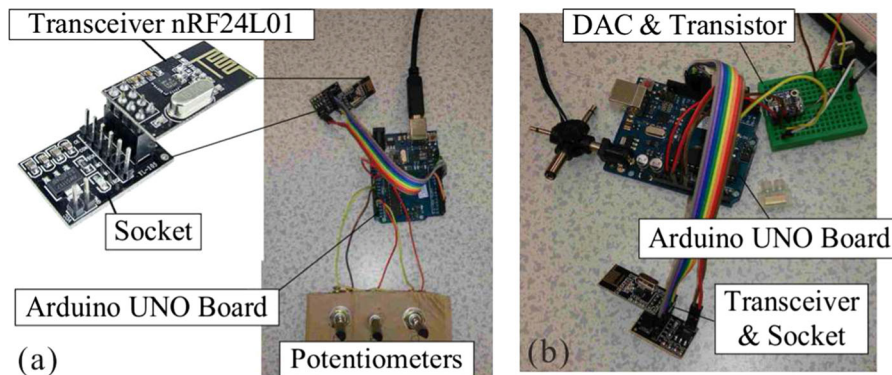 Transceiver nRF24L01
Socket
Arduino UNO Board
Potentiometers
(a)
DAC & Transistor
Arduino UNO Board
Transceiver
& Socket
(b)